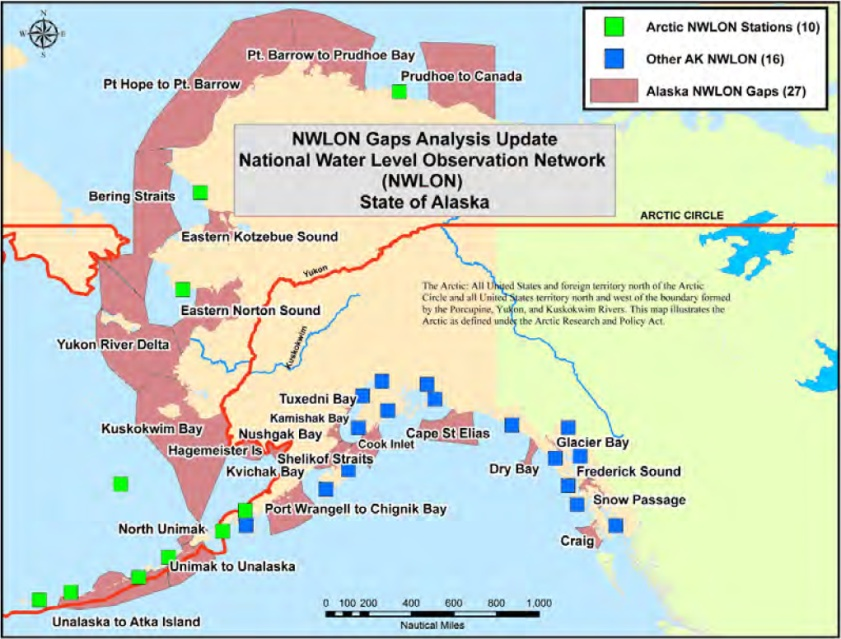 N
W E
S
Arctic NWLON Stations (10)
Other AK NWLON (16)
Alaska NWLON Gaps (27)
Pt. Barrow to Prudhoe Bay
Prudhoe to Canada
Pt Hope to Pt. Barrow
NWLON Gaps Analysis Update
National Water Level Observation Network
(NWLON)
State of Alaska
Bering Straits
ARCTIC CIRCLE
Eastern Kotzebue Sound
Yukon
The Arctic: All United States and foreign territory north of the Arctic
Circle and all United States territory north and west of the boundary formed
by the Porcupine, Yukon, and Kuskokwim Rivers. This map illustrates the
Arctic as defined under the Arctic Research and Policy Act.
Eastern Norton Sound
Kuskokwim
Yukon River Delta
Tuxedni Bay
Kamishak Bay
Kuskokwim Bay
Nushgak Bay
Cape St Elias
Cook Inlet
Glacier Bay
Hagemeister Is
Shelikof Straits
Kvichak Bay
Dry Bay
Frederick Sound
Snow Passage
Port Wrangell to Chignik Bay
North Unimak
Craig
Unimak to Unalaska
Unalaska to Atka Island
0 100 200 400 600 800 1,000
Nautical Miles